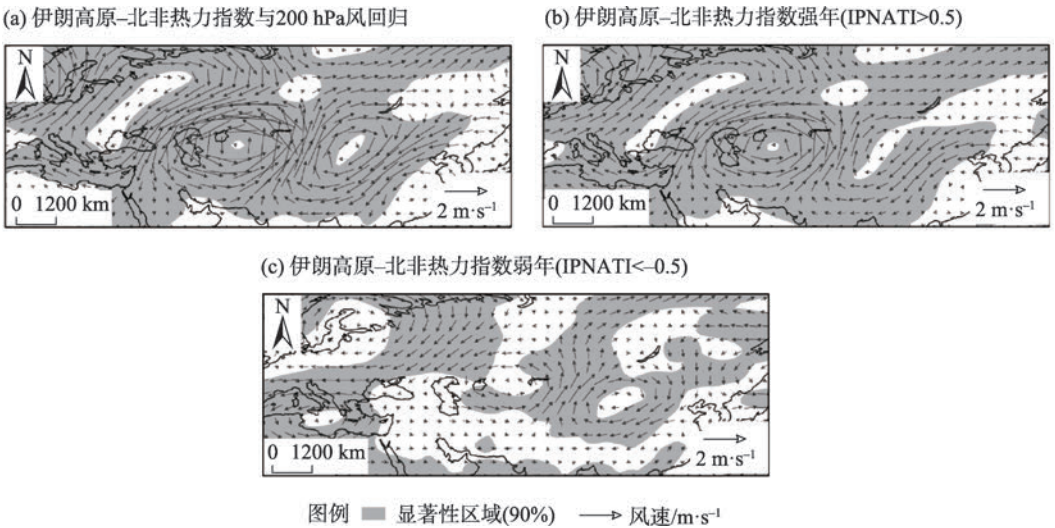 (a) 伊朗高原–北非热力指数与200 hPa风回归
(b) 伊朗高原–北非热力指数强年(IPNATI>0.5)
N
N
0 1200 km
2 m·s⁻¹
0 1200 km
2 m·s⁻¹
(c) 伊朗高原–北非热力指数弱年(IPNATI<–0.5)
N
0 1200 km
2 m·s⁻¹
图例 显著性区域(90%) 风速/m·s⁻¹